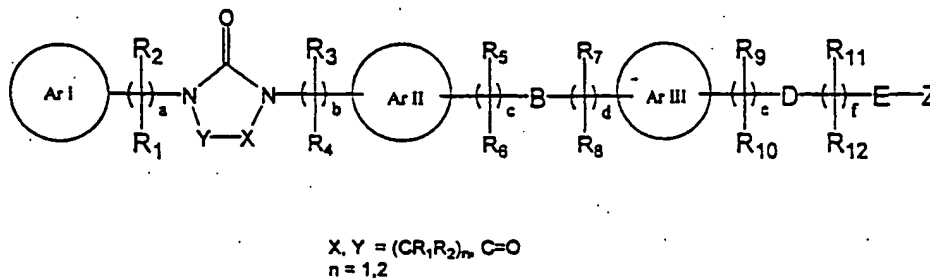 O
R₂ R₃ R₅ R₇ R₉ R₁₁
Ar I ( )a N N ( )b Ar II ( )c B ( )d Ar III ( )e D ( )f E Z
Y X
R₁ R₄ R₆ R₈ R₁₀ R₁₂
X, Y = (CR₁R₂)ₙ, C=O
n = 1,2